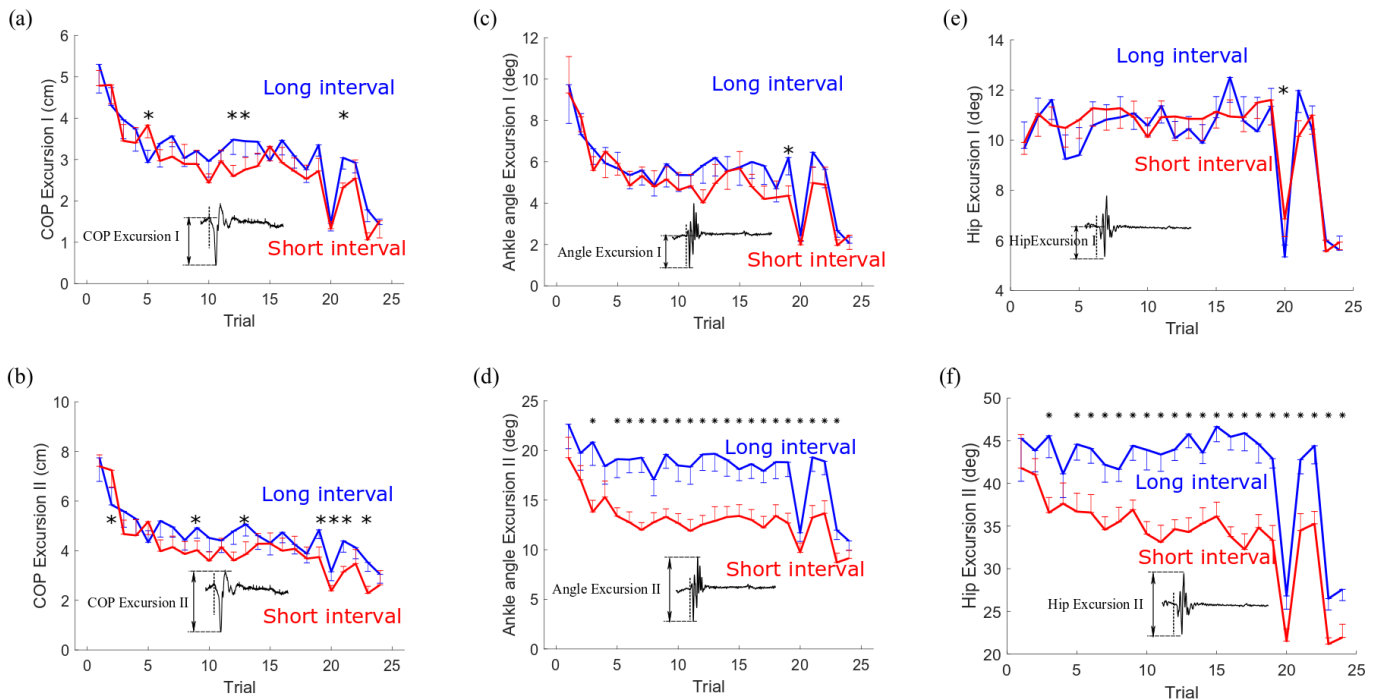 (a)
COP Excursion I (cm)
6
5
4
3
2
1
0
Long interval
*
**
*
COP Excursion I
Short interval
0 5 10 15 20 25
Trial
(c)
Ankle angle Excursion I (deg)
14
12
10
8
6
4
2
0
Long interval
*
Angle Excursion I
Short interval
0 5 10 15 20 25
Trial
(e)
Hip Excursion I (deg)
14
12
10
8
6
4
Long interval
*
Short interval
HipExcursion I
0 5 10 15 20 25
Trial
(b)
COP Excursion II (cm)
10
8
6
4
2
0
Long interval
* * * *** *
COP Excursion II
Short interval
0 5 10 15 20 25
Trial
(d)
Ankle angle Excursion II (deg)
25
20
15
10
5
0
* * * * * * * * * * * * * * * * * * * *
Long interval
Short interval
Angle Excursion II
0 5 10 15 20 25
Trial
(f)
Hip Excursion II (deg)
50
45
40
35
30
25
20
* * * * * * * * * * * * * * * * * * * * *
Long interval
Short interval
Hip Excursion II
0 5 10 15 20 25
Trial